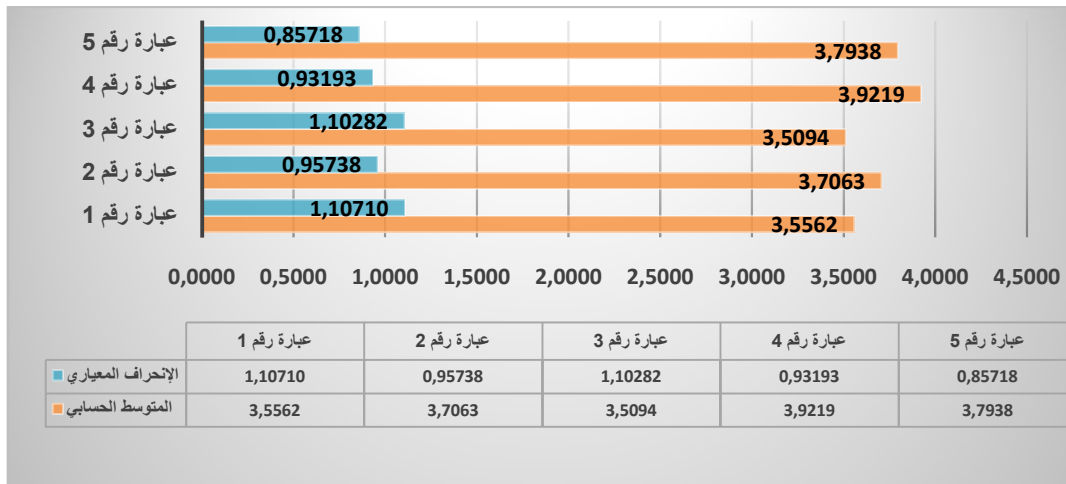 عبارة رقم 5
0,85718
3,7938
عبارة رقم 4
0,93193
3,9219
عبارة رقم 3
1,10282
3,5094
عبارة رقم 2
0,95738
3,7063
عبارة رقم 1
1,10710
3,5562
0,0000 0,5000 1,0000 1,5000 2,0000 2,5000 3,0000 3,5000 4,0000 4,5000
عبارة رقم 1 عبارة رقم 2 عبارة رقم 3 عبارة رقم 4 عبارة رقم 5
الإنحراف المعياري 1,10710 0,95738 1,10282 0,93193 0,85718
المتوسط الحسابي 3,5562 3,7063 3,5094 3,9219 3,7938